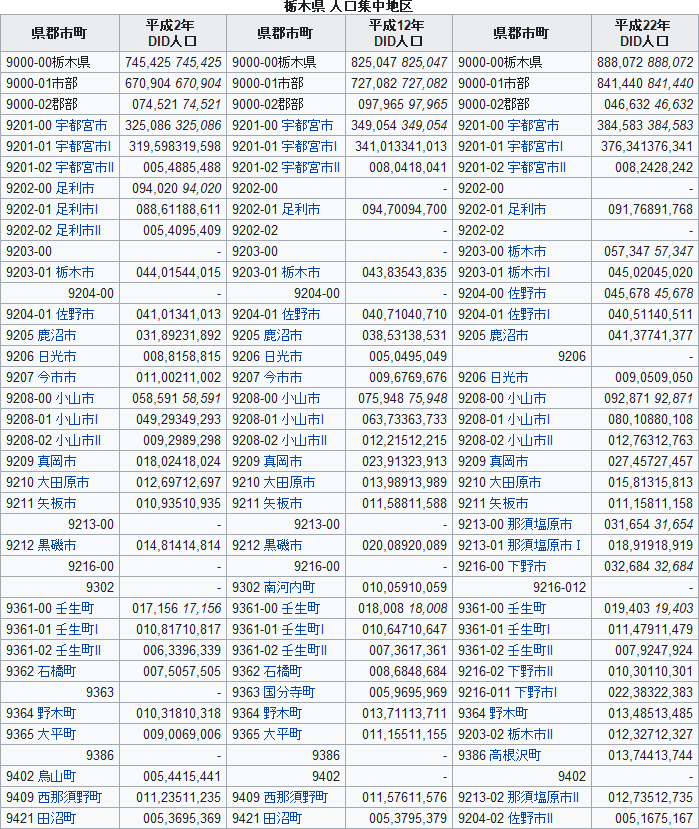 栃木県 人口集中地区
県郡市町 平成2年 DID人口 県郡市町 平成12年 DID人口 県郡市町 平成22年 DID人口
9000-00栃木県 745,425 745,425 9000-00栃木県 825,047 825,047 9000-00栃木県 888,072 888,072
9000-01市部 670,904 670,904 9000-01市部 727,082 727,082 9000-01市部 841,440 841,440
9000-02郡部 074,521 74,521 9000-02郡部 097,965 97,965 9000-02郡部 046,632 46,632
9201-00 宇都宮市 325,086 325,086 9201-00 宇都宮市 349,054 349,054 9201-00 宇都宮市 384,583 384,583
9201-01 宇都宮市I 319,598319,598 9201-01 宇都宮市I 341,013341,013 9201-01 宇都宮市I 376,341376,341
9201-02 宇都宮市II 005,4885,488 9201-02 宇都宮市II 008,0418,041 9201-02 宇都宮市II 008,2428,242
9202-00 足利市 094,020 94,020 9202-00 - 9202-00 -
9202-01 足利市I 088,61188,611 9202-01 足利市 094,70094,700 9202-01 足利市 091,76891,768
9202-02 足利市II 005,4095,409 9202-02 - 9202-02 -
9203-00 - 9203-00 - 9203-00 栃木市 057,347 57,347
9203-01 栃木市 044,01544,015 9203-01 栃木市 043,83543,835 9203-01 栃木市I 045,02045,020
9204-00 - 9204-00 - 9204-00 佐野市 045,678 45,678
9204-01 佐野市 041,01341,013 9204-01 佐野市 040,71040,710 9204-01 佐野市I 040,51140,511
9205 鹿沼市 031,89231,892 9205 鹿沼市 038,53138,531 9205 鹿沼市 041,37741,377
9206 日光市 008,8158,815 9206 日光市 005,0495,049 9206 -
9207 今市市 011,00211,002 9207 今市市 009,6769,676 9206 日光市 009,0509,050
9208-00 小山市 058,591 58,591 9208-00 小山市 075,948 75,948 9208-00 小山市 092,871 92,871
9208-01 小山市I 049,29349,293 9208-01 小山市I 063,73363,733 9208-01 小山市I 080,10880,108
9208-02 小山市II 009,2989,298 9208-02 小山市II 012,21512,215 9208-02 小山市II 012,76312,763
9209 真岡市 018,02418,024 9209 真岡市 023,91323,913 9209 真岡市 027,45727,457
9210 大田原市 012,69712,697 9210 大田原市 013,98913,989 9210 大田原市 015,81315,813
9211 矢板市 010,93510,935 9211 矢板市 011,58811,588 9211 矢板市 011,15811,158
9213-00 - 9213-00 - 9213-00 那須塩原市 031,654 31,654
9212 黒磯市 014,81414,814 9212 黒磯市 020,08920,089 9213-01 那須塩原市Ⅰ 018,91918,919
9216-00 - 9216-00 - 9216-00 下野市 032,684 32,684
9302 - 9302 南河内町 010,05910,059 9216-012 -
9361-00 壬生町 017,156 17,156 9361-00 壬生町 018,008 18,008 9361-00 壬生町 019,403 19,403
9361-01 壬生町I 010,81710,817 9361-01 壬生町I 010,64710,647 9361-01 壬生町I 011,47911,479
9361-02 壬生町II 006,3396,339 9361-02 壬生町II 007,3617,361 9361-02 壬生町II 007,9247,924
9362 石橋町 007,5057,505 9362 石橋町 008,6848,684 9216-02 下野市II 010,30110,301
9363 - 9363 国分寺町 005,9695,969 9216-011 下野市I 022,38322,383
9364 野木町 010,31810,318 9364 野木町 013,71113,711 9364 野木町 013,48513,485
9365 大平町 009,0069,006 9365 大平町 011,15511,155 9203-02 栃木市II 012,32712,327
9386 - 9386 - 9386 高根沢町 013,74413,744
9402 烏山町 005,4415,441 9402 - 9402 -
9409 西那須野町 011,23511,235 9409 西那須野町 011,57611,576 9213-02 那須塩原市II 012,73512,735
9421 田沼町 005,3695,369 9421 田沼町 005,3795,379 9204-02 佐野市II 005,1675,167